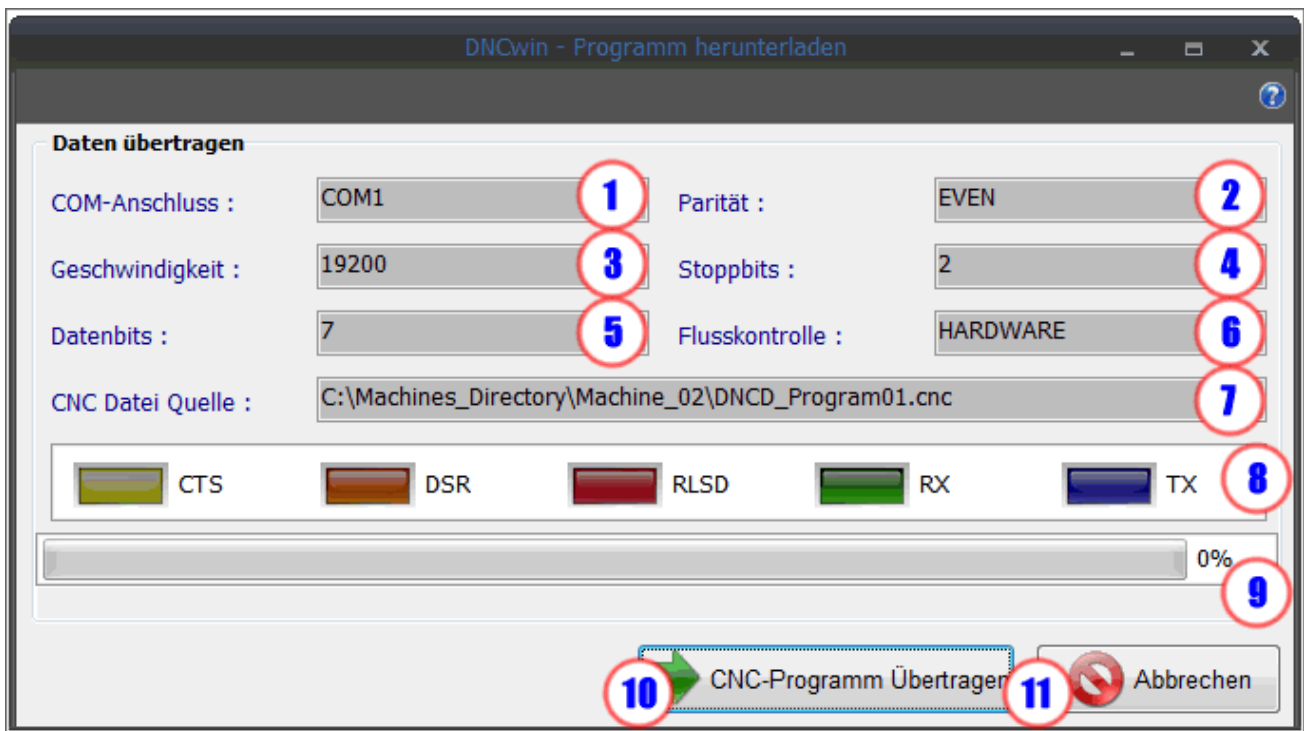 DNCwin - Programm herunterladen
Daten übertragen
COM-Anschluss : COM1 1 Parität : EVEN 2
Geschwindigkeit : 19200 3 Stoppbits : 2 4
Datenbits : 7 5 Flusskontrolle : HARDWARE 6
CNC Datei Quelle : C:\Machines_Directory\Machine_02\DNCD_Program01.cnc 7
CTS DSR RLSD RX TX 8
0% 9
10 CNC-Programm Übertragen 11 Abbrechen